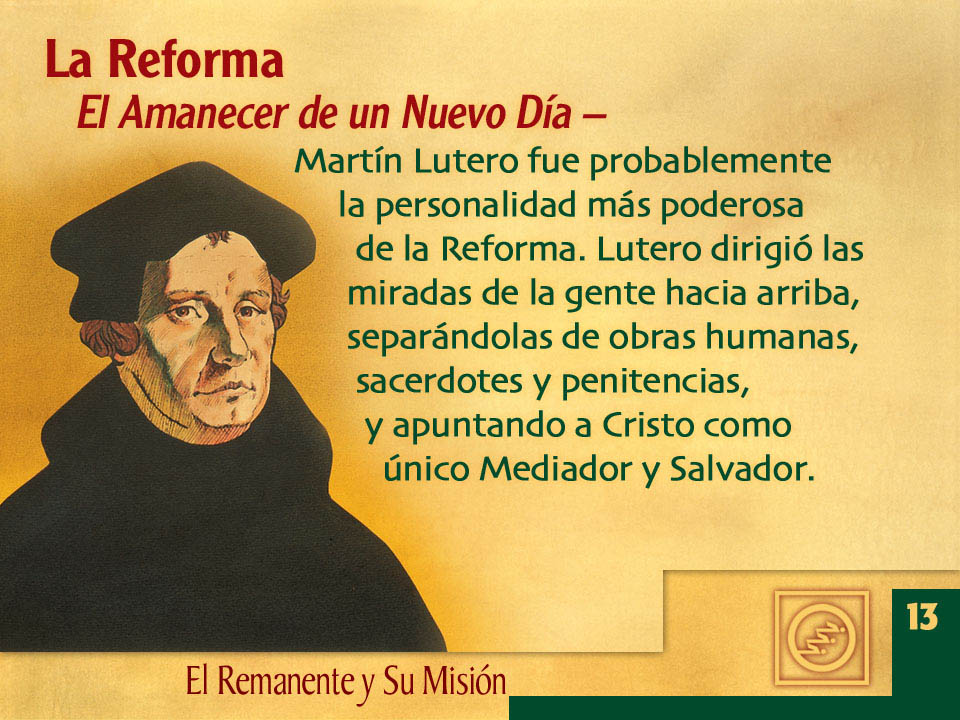 La Reforma
El Amanecer de un Nuevo Día –
Martín Lutero fue probablemente
la personalidad más poderosa
de la Reforma. Lutero dirigió las
miradas de la gente hacia arriba,
separándolas de obras humanas,
sacerdotes y penitencias,
y apuntando a Cristo como
único Mediador y Salvador.
13
El Remanente y Su Misión